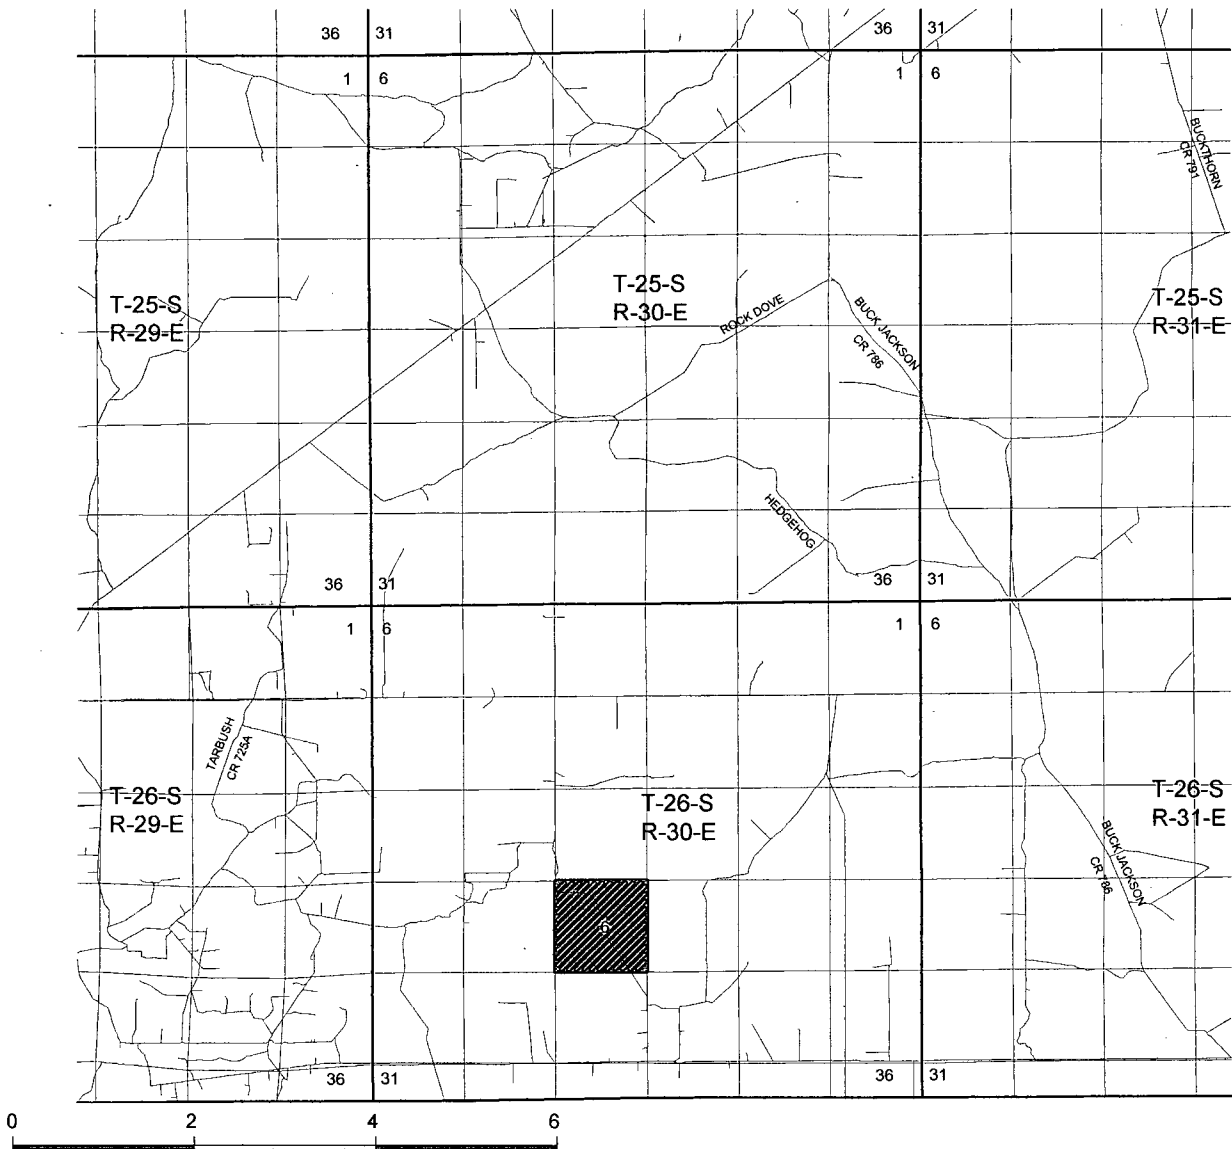 36 31
36 31
1 6
1 6
BUCKTHORN
CR 791
T-25-S
R-29-E
T-25-S
R-30-E
T-25-S
R-31-E
ROCK DOVE
BUCK JACKSON
CR 786
HEDGEHOG
36 31
36 31
1 6
1 6
TARBUSH
CR 725A
T-26-S
R-29-E
T-26-S
R-30-E
T-26-S
R-31-E
BUCK JACKSON
CR 786
36 31
36 31
0 2 4 6